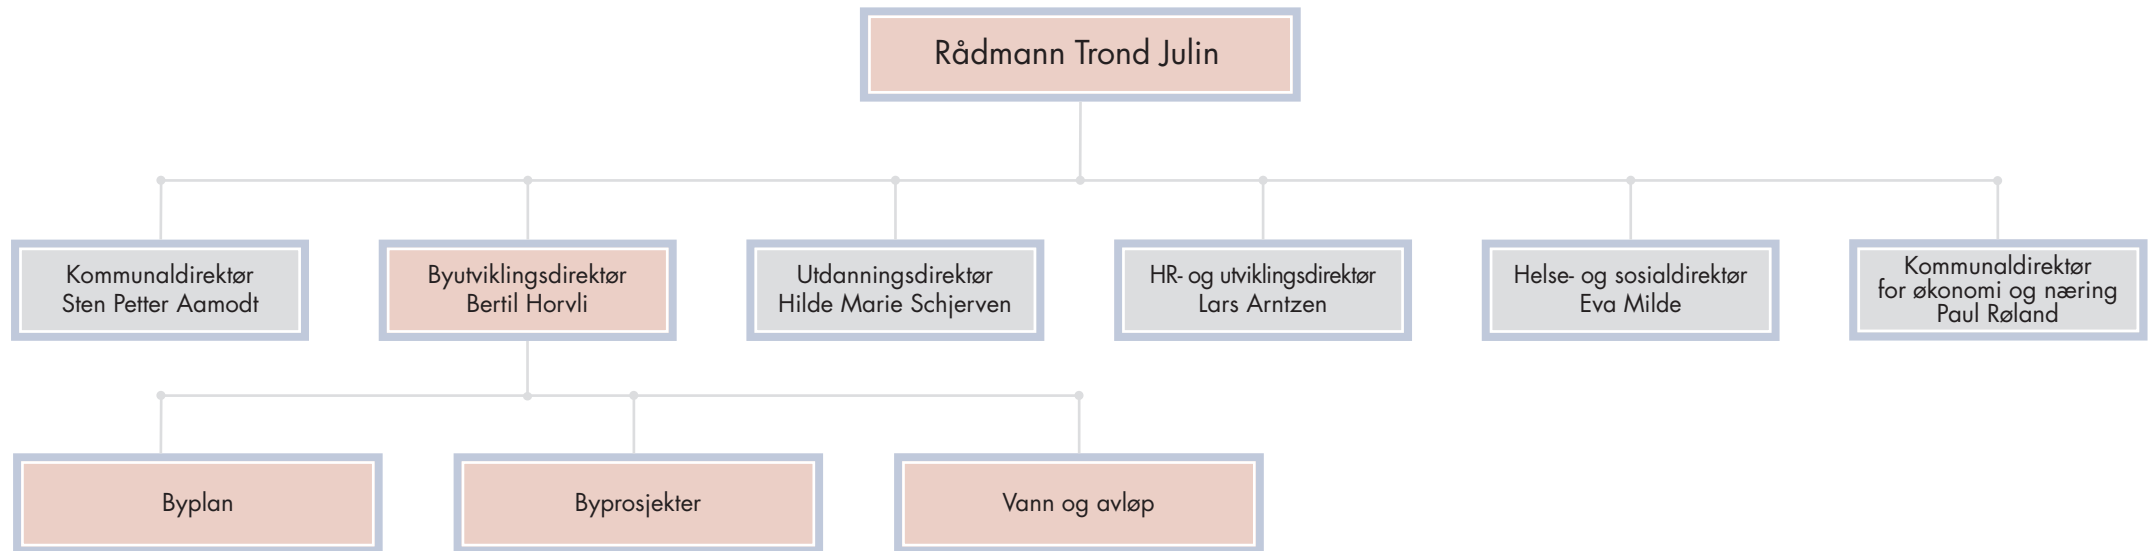 Rådmann Trond Julin
Kommunaldirektør
Sten Petter Aamodt
Byutviklingsdirektør
Bertil Horvli
Utdanningsdirektør
Hilde Marie Schjerven
HR- og utviklingsdirektør
Lars Arntzen
Helse- og sosialdirektør
Eva Milde
Kommunaldirektør
for økonomi og næring
Paul Røland
Byplan
Byprosjekter
Vann og avløp